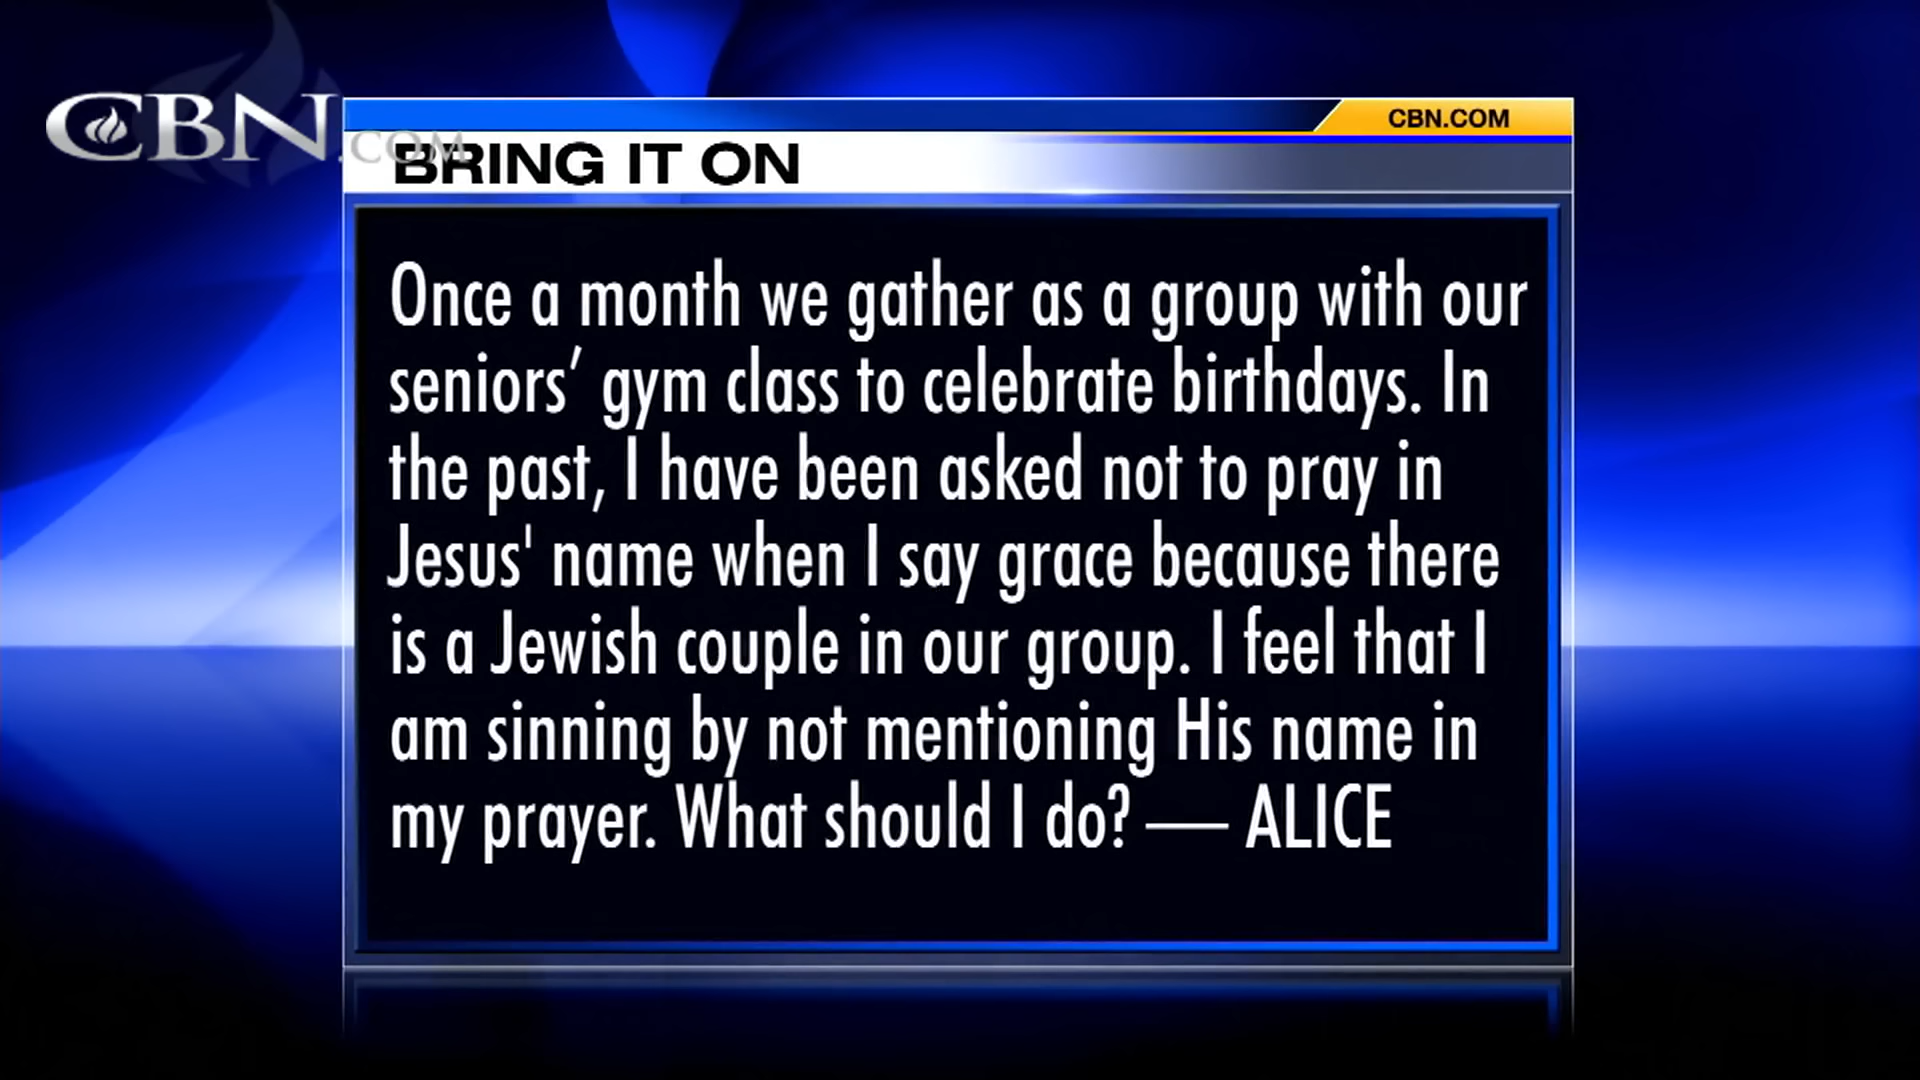 CBN.COM
CBN.COM
BRING IT ON
Once a month we gather as a group with our
seniors’ gym class to celebrate birthdays. In
the past, I have been asked not to pray in
Jesus' name when I say grace because there
is a Jewish couple in our group. I feel that I
am sinning by not mentioning His name in
my prayer. What should I do? — ALICE